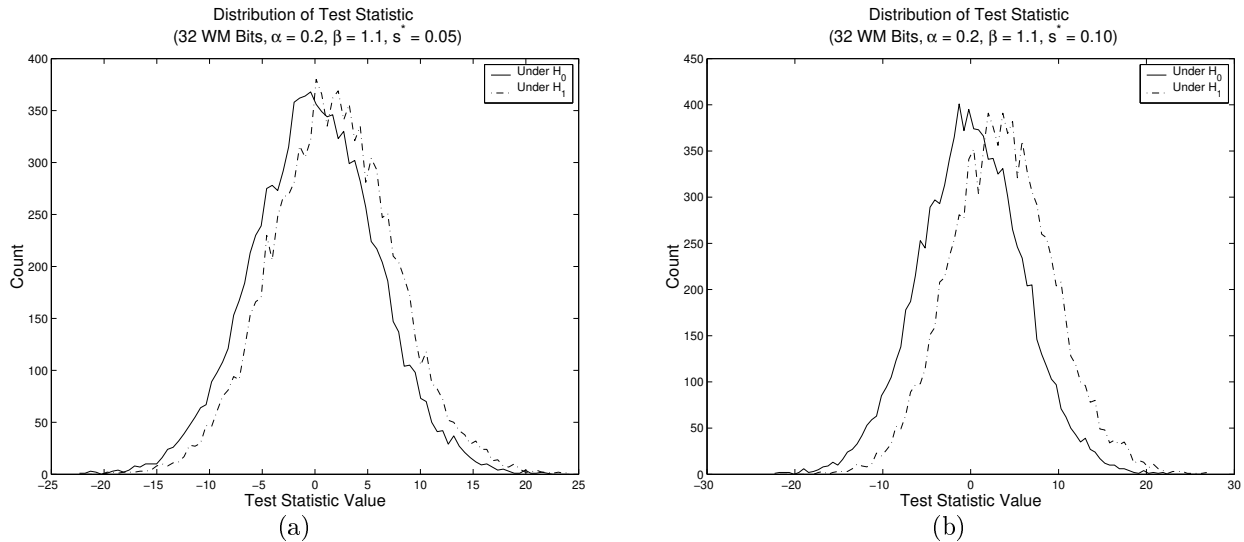 Distribution of Test Statistic
(32 WM Bits, α = 0.2, β = 1.1, s* = 0.05)
400
350
300
250
200
150
100
50
0
Count
Under H0
Under H1
−25 −20 −15 −10 −5 0 5 10 15 20 25
Test Statistic Value
(a)
Distribution of Test Statistic
(32 WM Bits, α = 0.2, β = 1.1, s* = 0.10)
450
400
350
300
250
200
150
100
50
0
Count
Under H0
Under H1
−30 −20 −10 0 10 20 30
Test Statistic Value
(b)